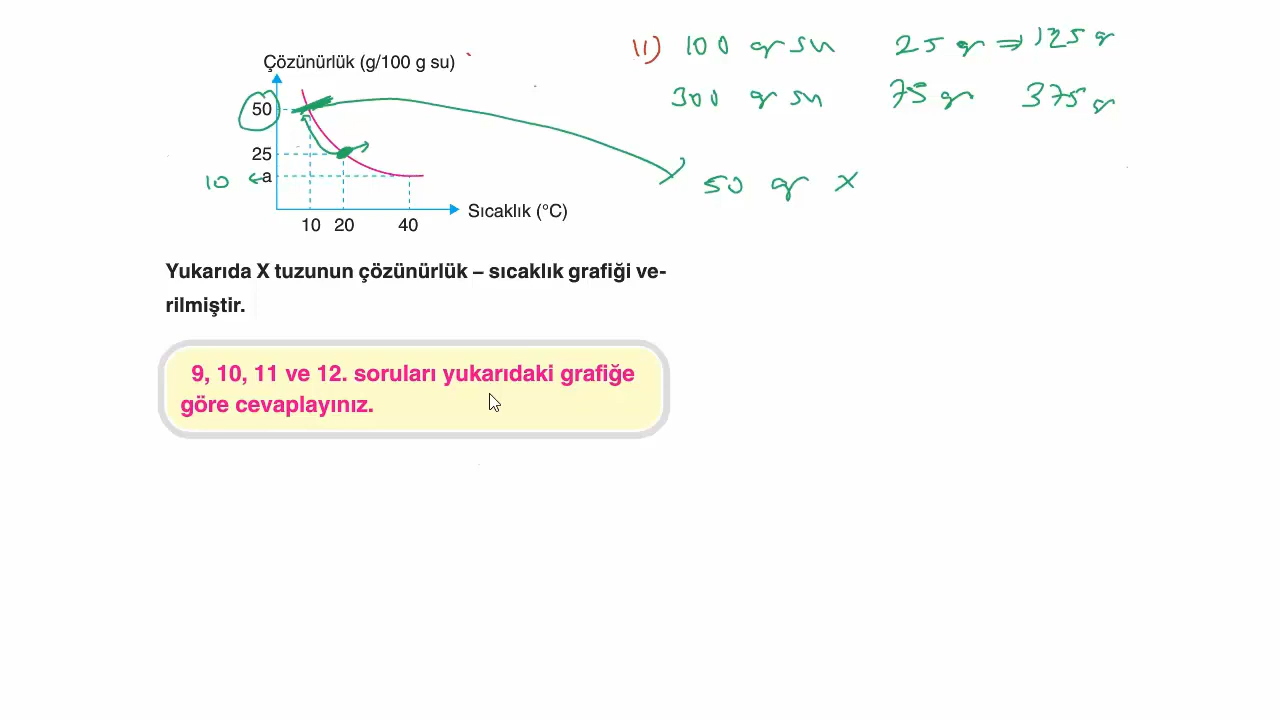 Çözünürlük (g/100 g su)
50
25
a
10
10 20 40
Sıcaklık (°C)
11) 100 gr su 25 gr ⇒ 125 gr
300 gr su 75 gr 375 gr
50 gr X
Yukarıda X tuzunun çözünürlük – sıcaklık grafiği ve-
rilmiştir.
9, 10, 11 ve 12. soruları yukarıdaki grafiğe
göre cevaplayınız.